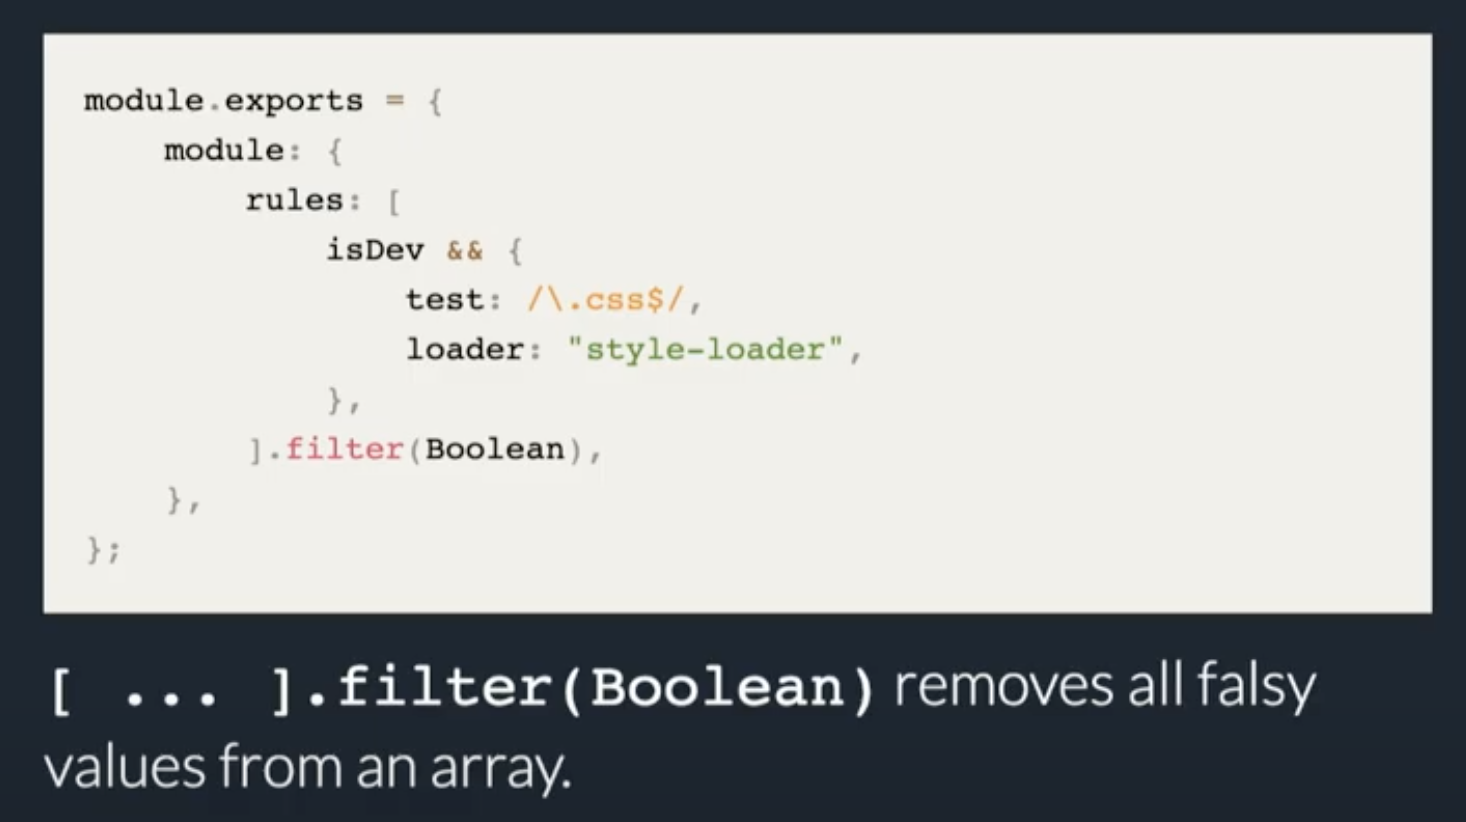 module.exports = {
module: {
rules: [
isDev && {
test: /\.css$/,
loader: "style-loader",
},
].filter(Boolean),
},
};
[ ... ].filter(Boolean) removes all falsy
values from an array.